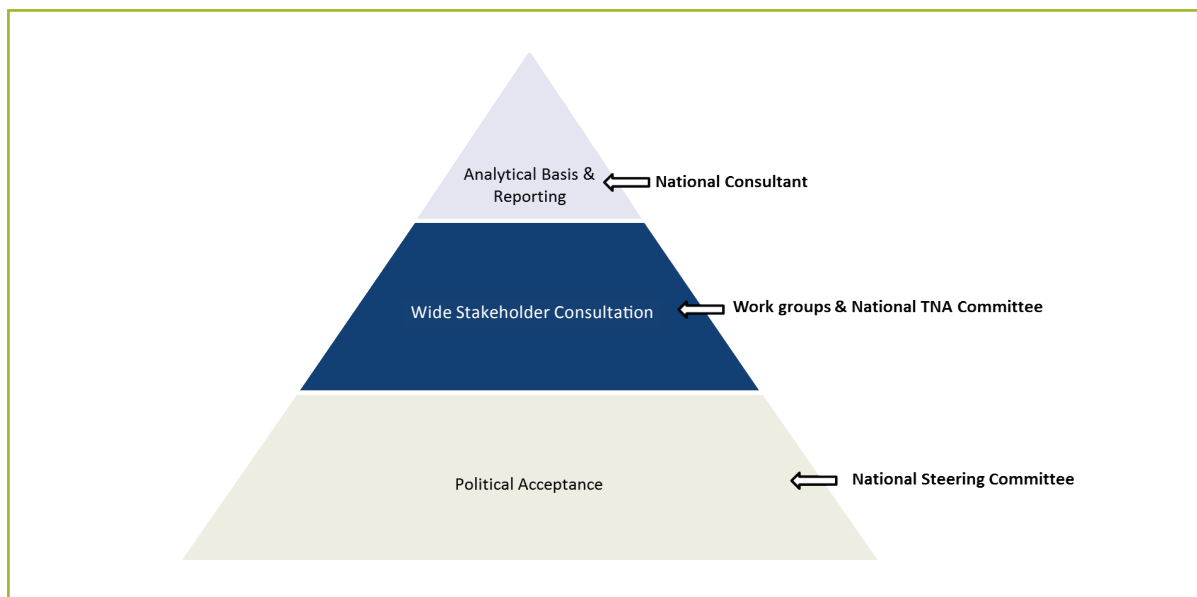 Analytical Basis &
Reporting
National Consultant
Wide Stakeholder Consultation
Work groups & National TNA Committee
Political Acceptance
National Steering Committee